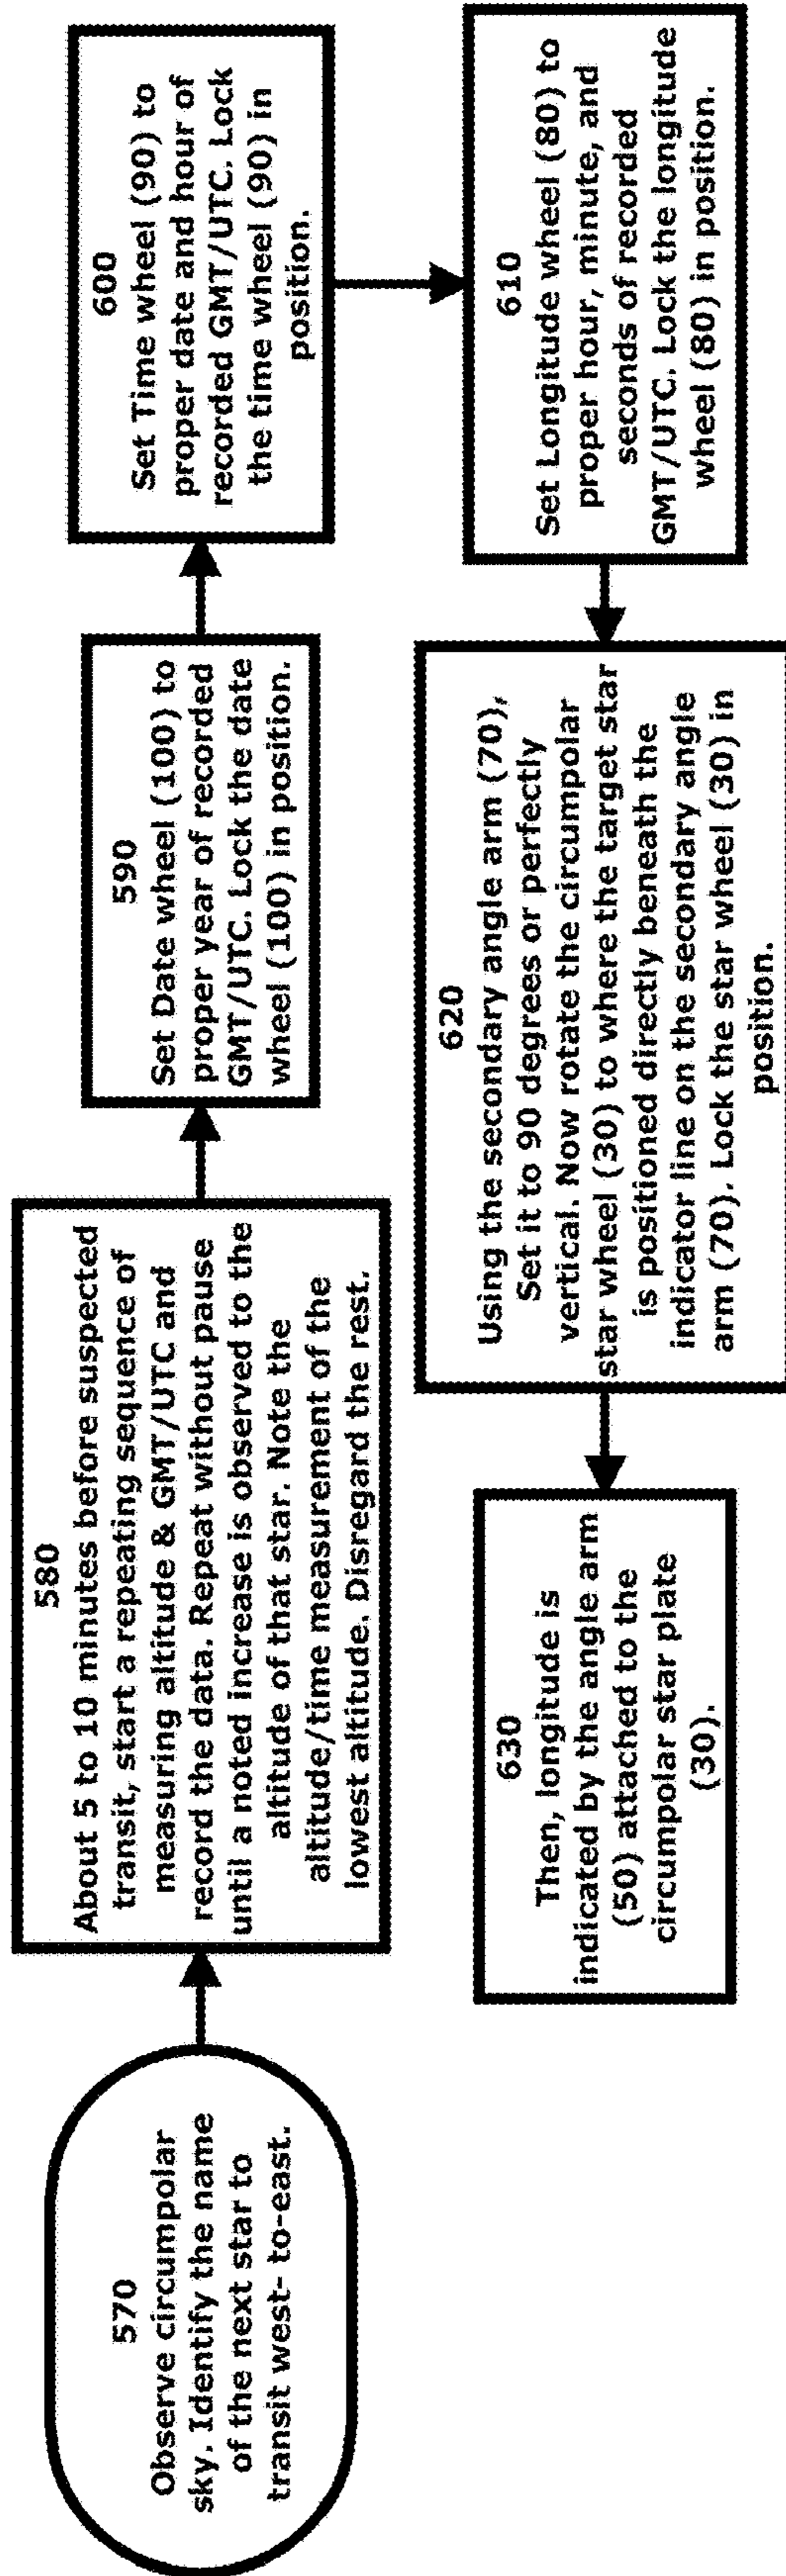 570
Observe circumpolar
sky. Identify the name
of the next star to
transit west- to-east.
580
About 5 to 10 minutes before suspected
transit, start a repeating sequence of
measuring altitude & GMT/UTC and
record the data. Repeat without pause
until a noted increase is observed to the
altitude of that star. Note the
altitude/time measurement of the
lowest altitude. Disregard the rest.
590
Set Date wheel (100) to
proper year of recorded
GMT/UTC. Lock the date
wheel (100) in position.
600
Set Time wheel (90) to
proper date and hour of
recorded GMT/UTC. Lock
the time wheel (90) in
position.
610
Set Longitude wheel (80) to
proper hour, minute, and
seconds of recorded
GMT/UTC. Lock the longitude
wheel (80) in position.
620
Using the secondary angle arm (70),
Set it to 90 degrees or perfectly
vertical. Now rotate the circumpolar
star wheel (30) to where the target star
is positioned directly beneath the
indicator line on the secondary angle
arm (70). Lock the star wheel (30) in
position.
630
Then, longitude is
indicated by the angle arm
(50) attached to the
circumpolar star plate
(30).